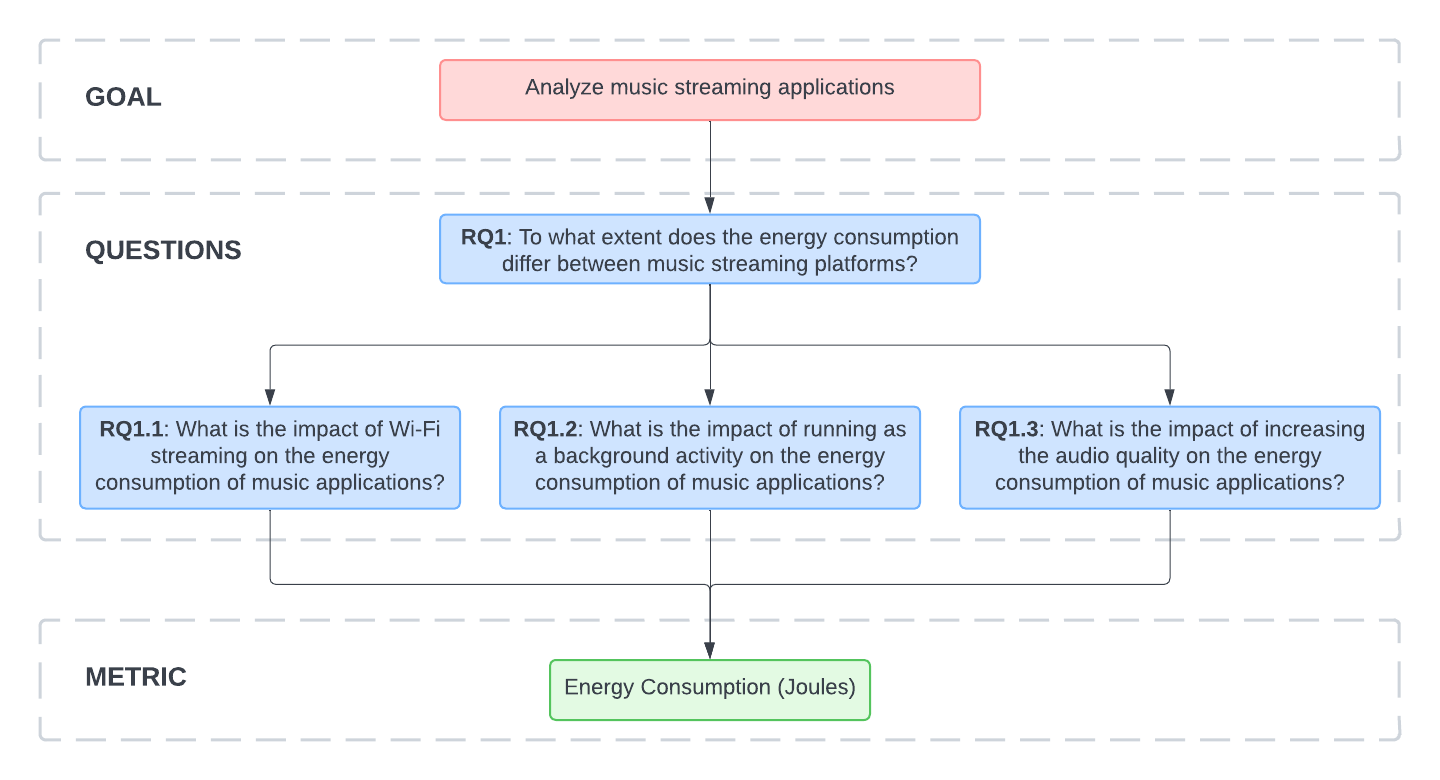 GOAL
Analyze music streaming applications
QUESTIONS
RQ1: To what extent does the energy consumption
differ between music streaming platforms?
RQ1.1: What is the impact of Wi-Fi
streaming on the energy
consumption of music applications?
RQ1.2: What is the impact of running as
a background activity on the energy
consumption of music applications?
RQ1.3: What is the impact of increasing
the audio quality on the energy
consumption of music applications?
METRIC
Energy Consumption (Joules)